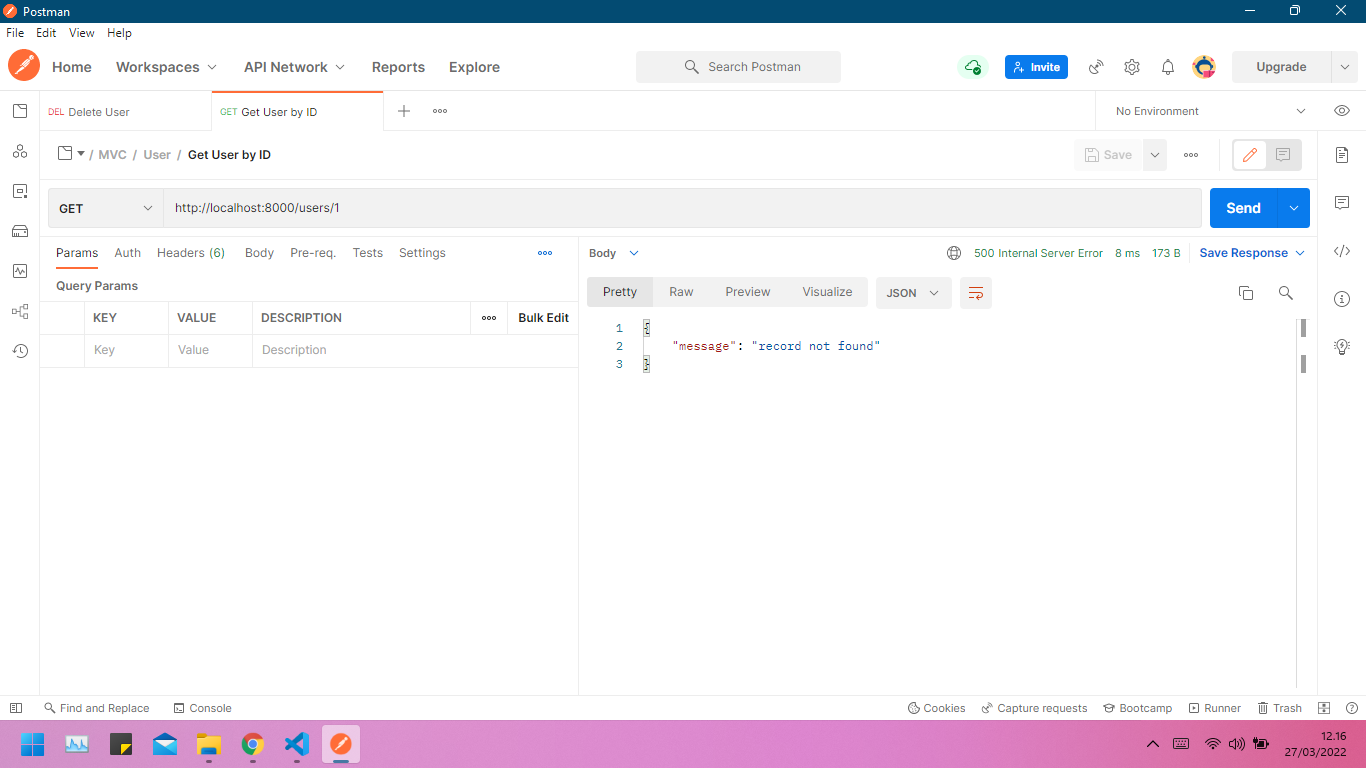 Postman
File Edit View Help
Home Workspaces API Network Reports Explore Search Postman Invite Upgrade
DEL Delete User GET Get User by ID No Environment
/ MVC / User / Get User by ID Save
GET http://localhost:8000/users/1 Send
Params Auth Headers (6) Body Pre-req. Tests Settings
Query Params
KEY VALUE DESCRIPTION Bulk Edit
Key Value Description
Body 500 Internal Server Error 8 ms 173 B Save Response
Pretty Raw Preview Visualize JSON
1 {
2 "message": "record not found"
3 }
Find and Replace Console Cookies Capture requests Bootcamp Runner Trash
12.16
27/03/2022